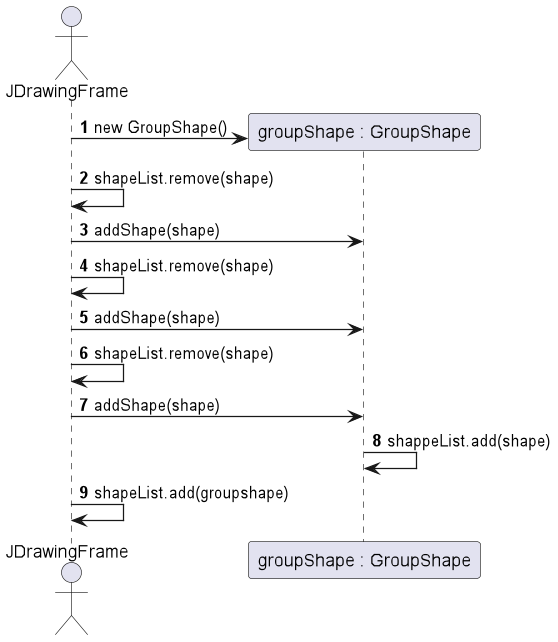 JDrawingFrame
1 new GroupShape()
groupShape : GroupShape
2 shapeList.remove(shape)
3 addShape(shape)
4 shapeList.remove(shape)
5 addShape(shape)
6 shapeList.remove(shape)
7 addShape(shape)
8 shappeList.add(shape)
9 shapeList.add(groupshape)
JDrawingFrame
groupShape : GroupShape